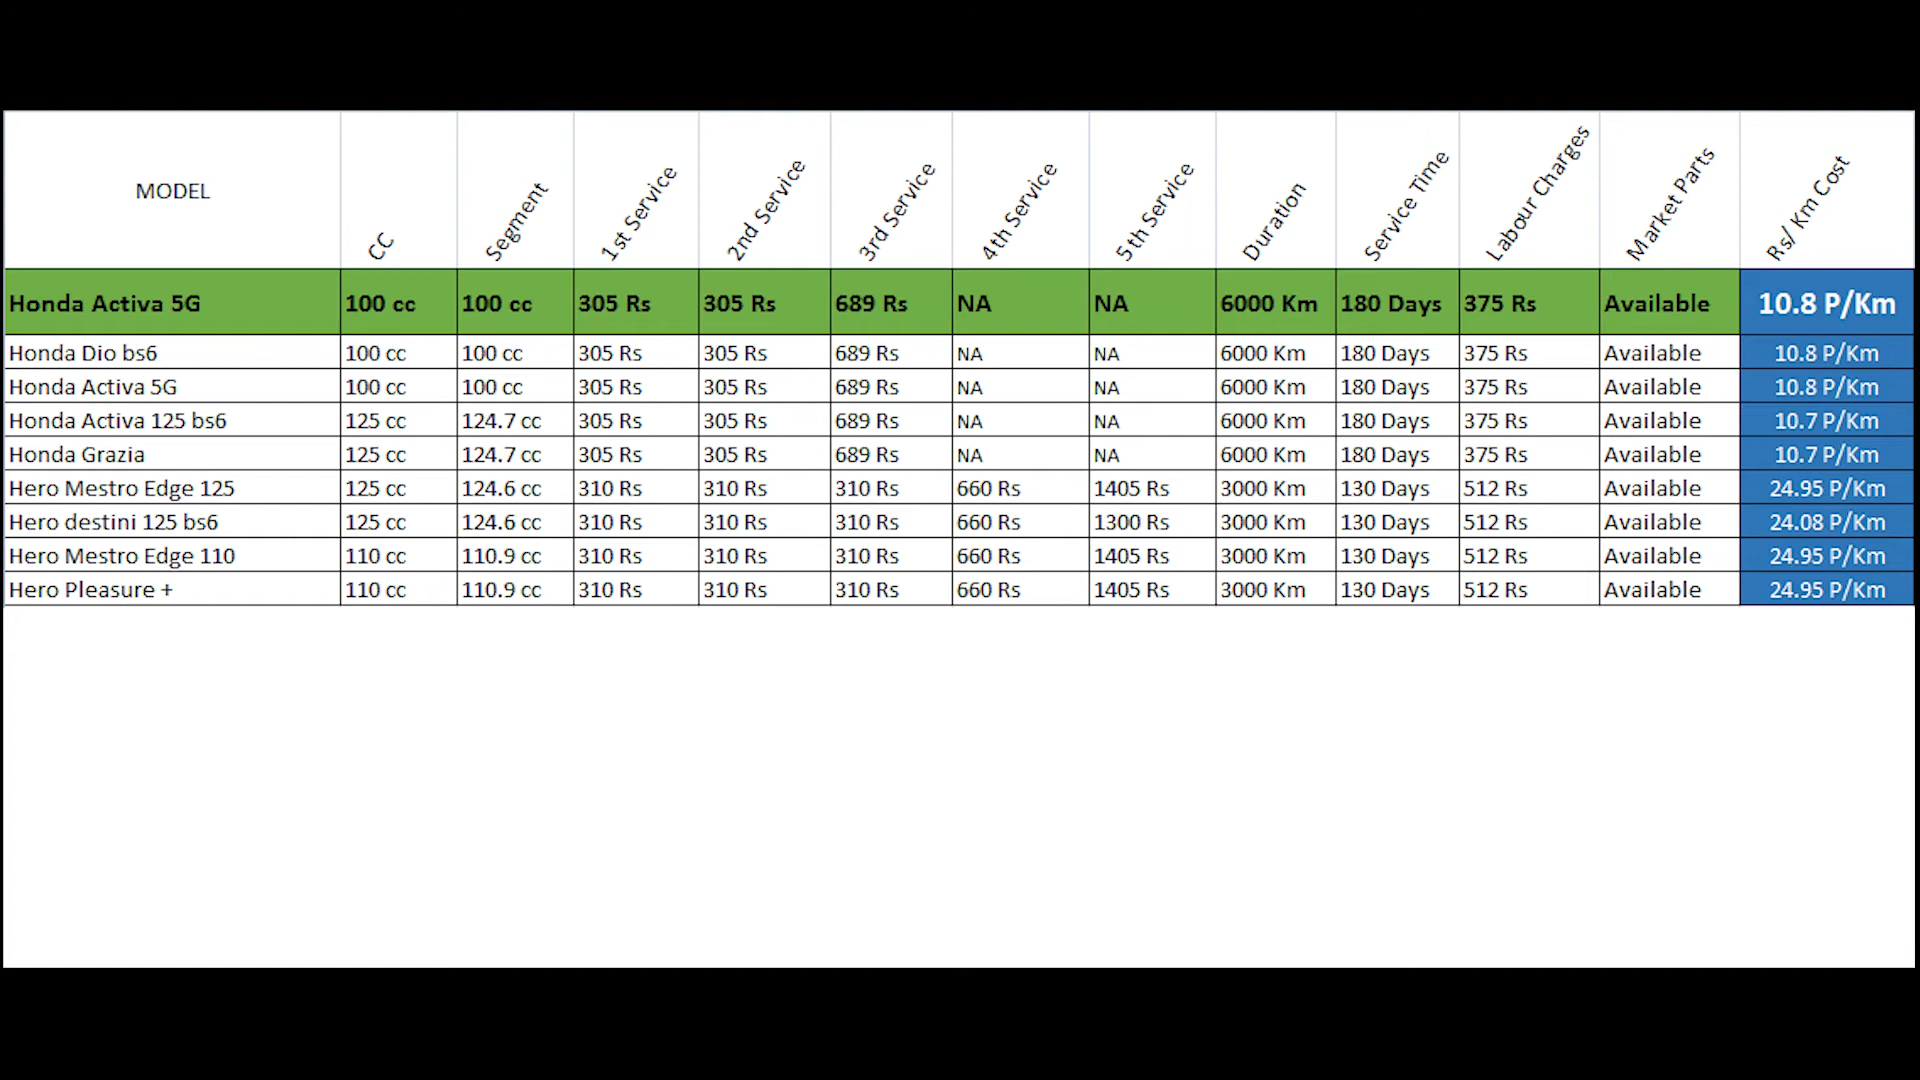 MODEL CC Segment 1st Service 2nd Service 3rd Service 4th Service 5th Service Duration Service Time Labour Charges Market Parts Rs/ Km Cost
Honda Activa 5G 100 cc 100 cc 305 Rs 305 Rs 689 Rs NA NA 6000 Km 180 Days 375 Rs Available 10.8 P/Km
Honda Dio bs6 100 cc 100 cc 305 Rs 305 Rs 689 Rs NA NA 6000 Km 180 Days 375 Rs Available 10.8 P/Km
Honda Activa 5G 100 cc 100 cc 305 Rs 305 Rs 689 Rs NA NA 6000 Km 180 Days 375 Rs Available 10.8 P/Km
Honda Activa 125 bs6 125 cc 124.7 cc 305 Rs 305 Rs 689 Rs NA NA 6000 Km 180 Days 375 Rs Available 10.7 P/Km
Honda Grazia 125 cc 124.7 cc 305 Rs 305 Rs 689 Rs NA NA 6000 Km 180 Days 375 Rs Available 10.7 P/Km
Hero Mestro Edge 125 125 cc 124.6 cc 310 Rs 310 Rs 310 Rs 660 Rs 1405 Rs 3000 Km 130 Days 512 Rs Available 24.95 P/Km
Hero destini 125 bs6 125 cc 124.6 cc 310 Rs 310 Rs 310 Rs 660 Rs 1300 Rs 3000 Km 130 Days 512 Rs Available 24.08 P/Km
Hero Mestro Edge 110 110 cc 110.9 cc 310 Rs 310 Rs 310 Rs 660 Rs 1405 Rs 3000 Km 130 Days 512 Rs Available 24.95 P/Km
Hero Pleasure + 110 cc 110.9 cc 310 Rs 310 Rs 310 Rs 660 Rs 1405 Rs 3000 Km 130 Days 512 Rs Available 24.95 P/Km